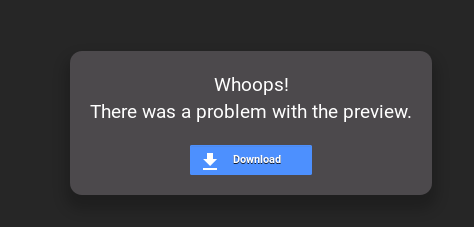 Whoops!
There was a problem with the preview.
Download